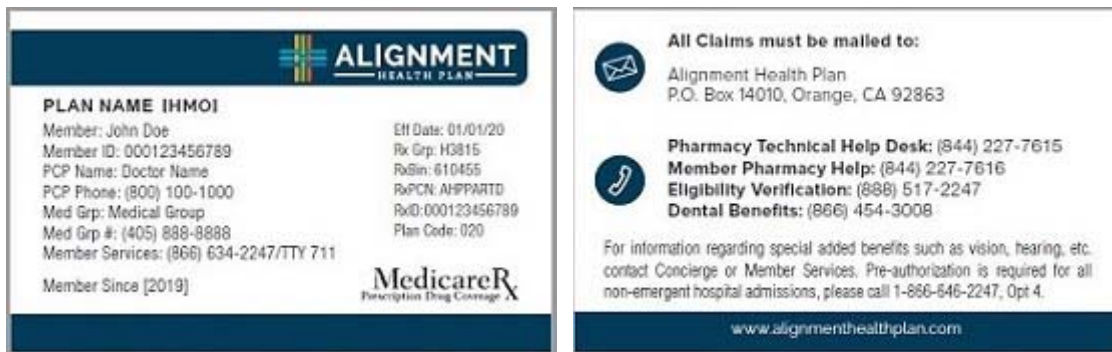 ALIGNMENT
HEALTH PLAN
PLAN NAME [HMO]
Member: John Doe
Member ID: 000123456789
PCP Name: Doctor Name
PCP Phone: (800) 100-1000
Med Grp: Medical Group
Med Grp #: (405) 888-8888
Member Services: (866) 634-2247/TTY 711
Member Since [2019]
Eff Date: 01/01/20
Rx Grp: H3815
RxBin: 610455
RxPCN: AHPPARTD
RxID:000123456789
Plan Code: 020
MedicareRx
Prescription Drug Coverage
All Claims must be mailed to:
Alignment Health Plan
P.O. Box 14010, Orange, CA 92863
Pharmacy Technical Help Desk: (844) 227-7615
Member Pharmacy Help: (844) 227-7616
Eligibility Verification: (888) 517-2247
Dental Benefits: (866) 454-3008
For information regarding special added benefits such as vision, hearing, etc.
contact Concierge or Member Services. Pre-authorization is required for all
non-emergent hospital admissions, please call 1-866-646-2247, Opt 4.
www.alignmenthealthplan.com